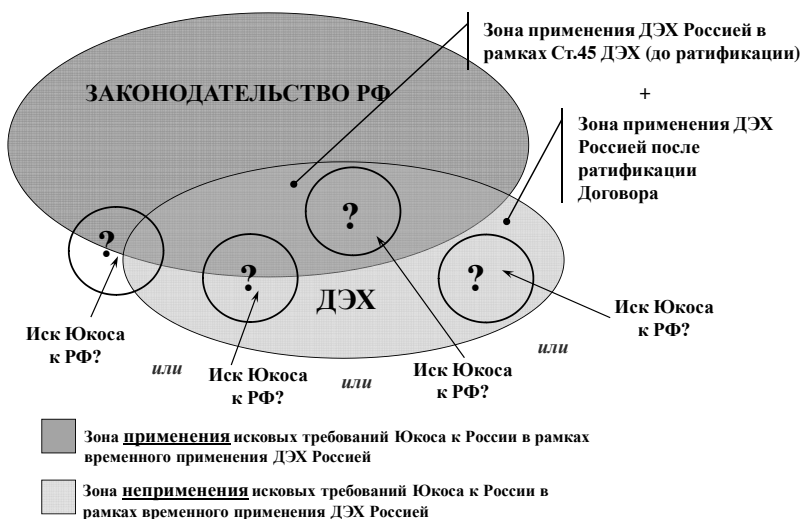 Зона применения ДЭХ Россией в
рамках Ст.45 ДЭХ (до ратификации)
ЗАКОНОДАТЕЛЬСТВО РФ
+
Зона применения ДЭХ
Россией после
ратификации
Договора
?
?
?
?
ДЭХ
Иск Юкоса
к РФ?
или
Иск Юкоса
к РФ?
или
Иск Юкоса
к РФ?
или
Иск Юкоса
к РФ?
Зона применения исковых требований Юкоса к России в рамках
временного применения ДЭХ Россией
Зона неприменения исковых требований Юкоса к России в
рамках временного применения ДЭХ Россией